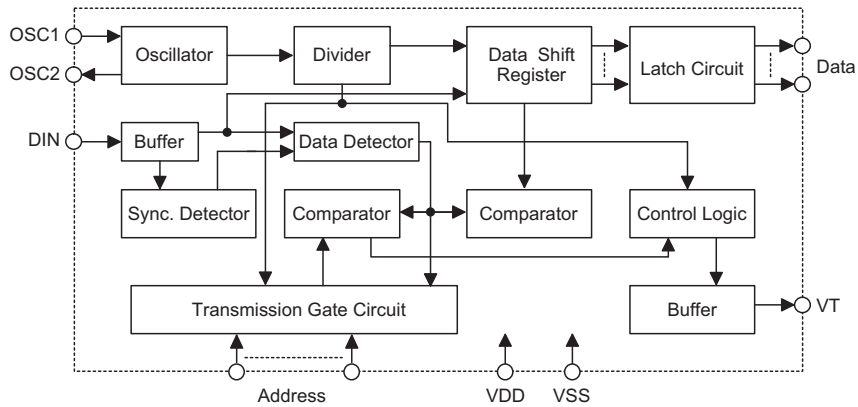 OSC1
Oscillator
Divider
Data Shift
Register
Latch Circuit
OSC2
Data
DIN
Buffer
Data Detector
Sync. Detector
Comparator
Comparator
Control Logic
Transmission Gate Circuit
Buffer
VT
Address
VDD
VSS